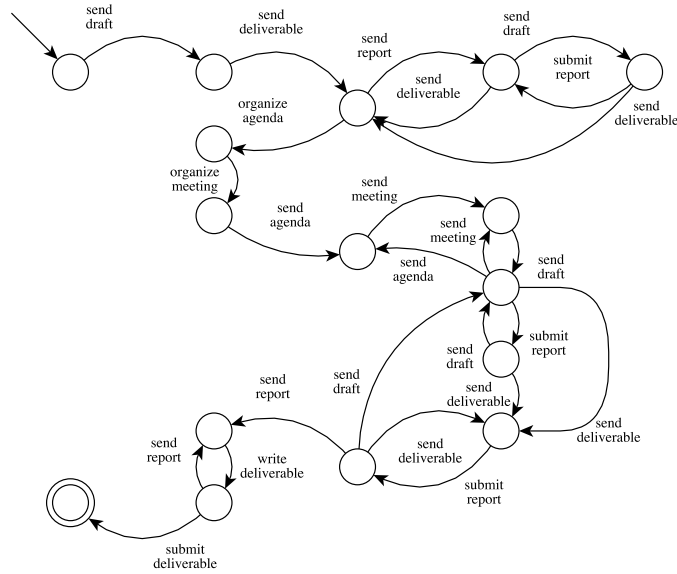 send
draft
send
deliverable
send
report
send
draft
submit
report
send
deliverable
send
deliverable
organize
agenda
organize
meeting
send
agenda
send
meeting
send
meeting
send
agenda
send
draft
submit
report
send
draft
send
deliverable
send
deliverable
send
report
send
deliverable
submit
report
send
report
write
deliverable
submit
deliverable